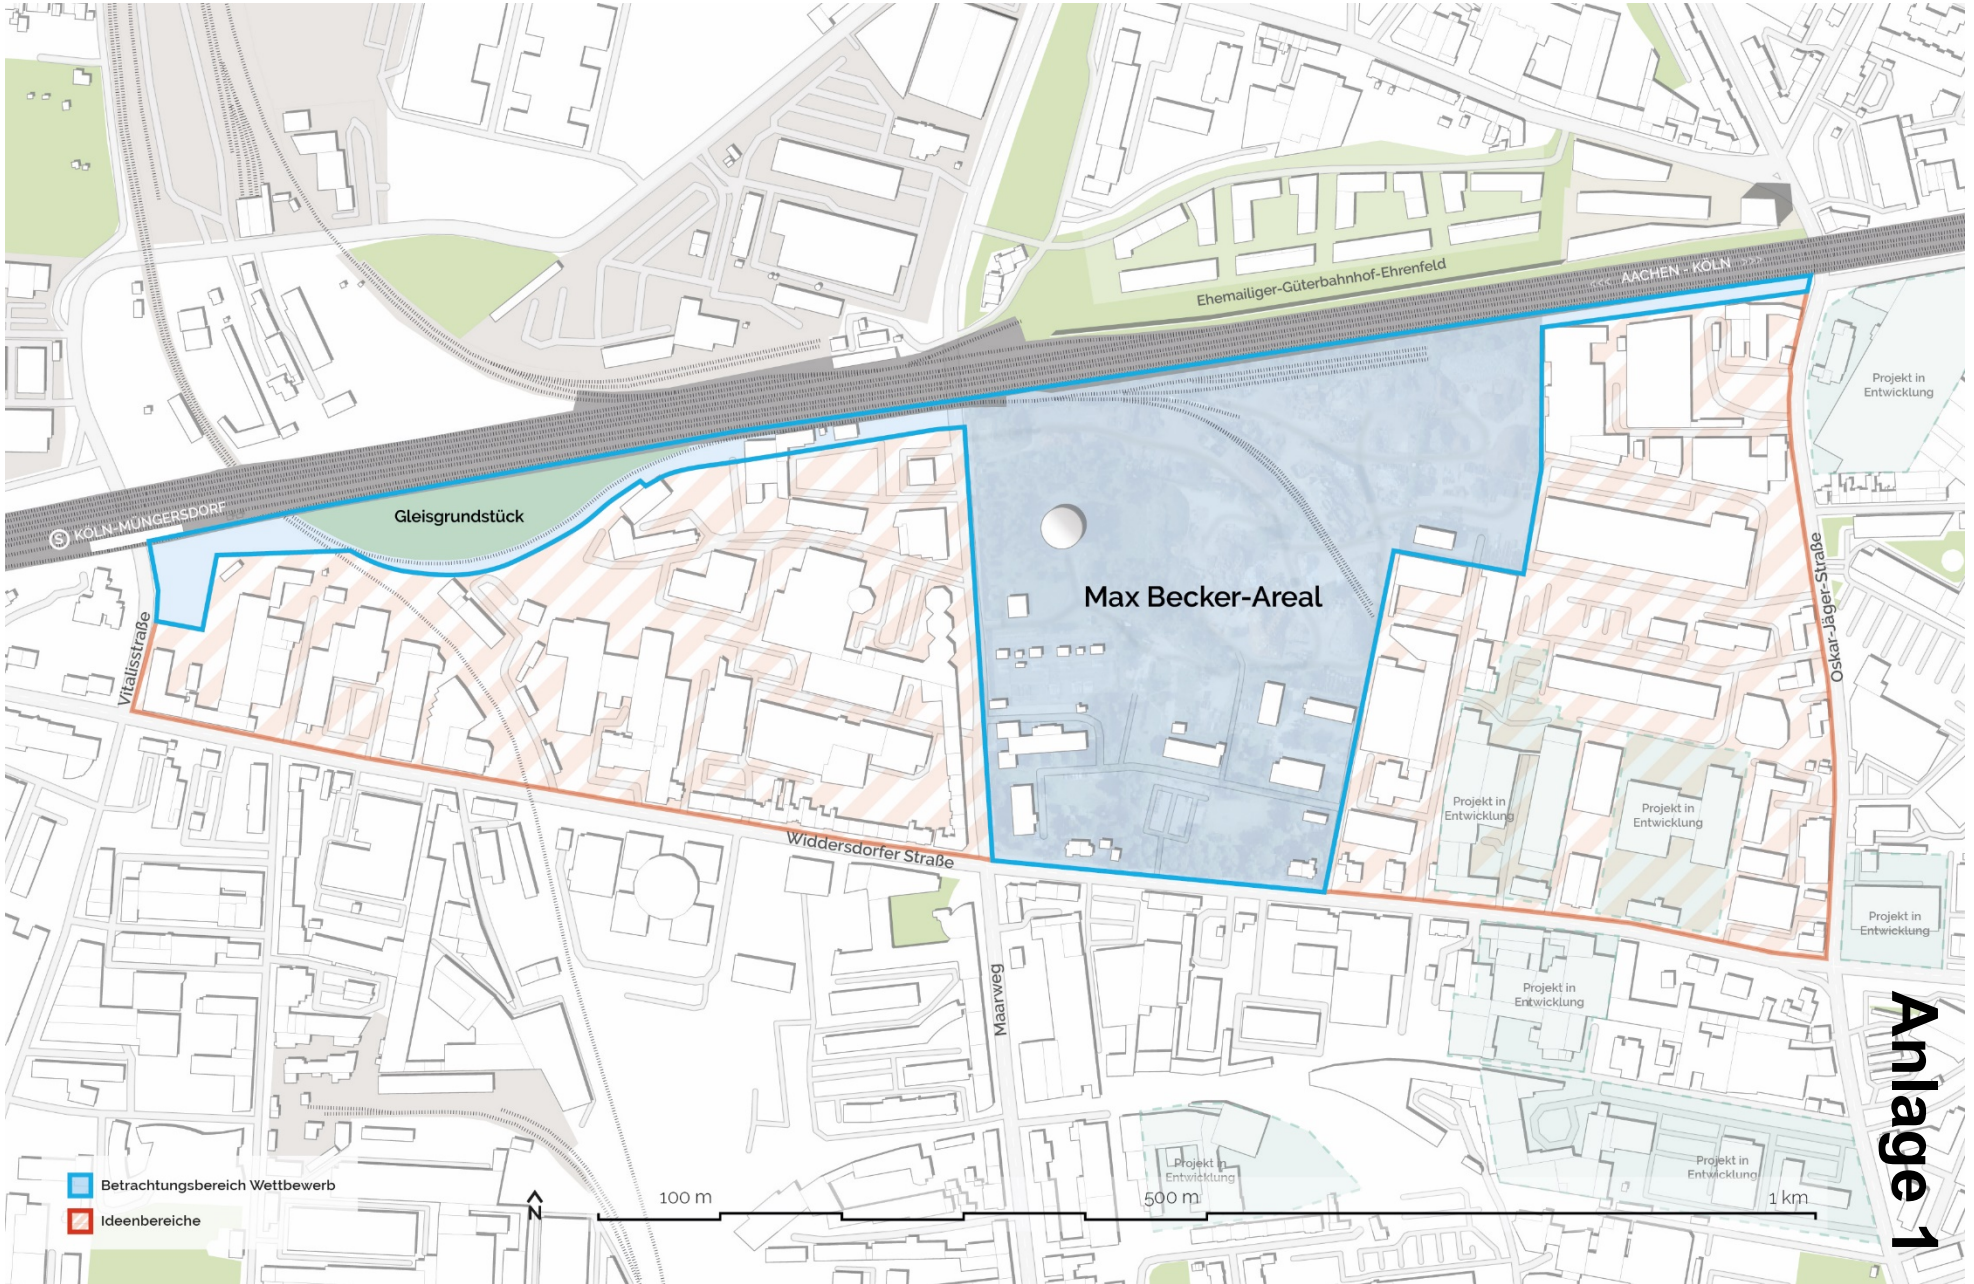 <<< AACHEN - KÖLN >>>
Ehemailiger-Güterbahnhof-Ehrenfeld
Projekt in
Entwicklung
S KÖLN-MÜNGERSDORF
Gleisgrundstück
Max Becker-Areal
Vitalisstraße
Oskar-Jäger-Straße
Projekt in
Entwicklung
Projekt in
Entwicklung
Widdersdorfer Straße
Projekt in
Entwicklung
Maarweg
Projekt in
Entwicklung
Anlage 1
Projekt in
Entwicklung
Projekt in
Entwicklung
Betrachtungsbereich Wettbewerb
Ideenbereiche
N
100 m
500 m
1 km